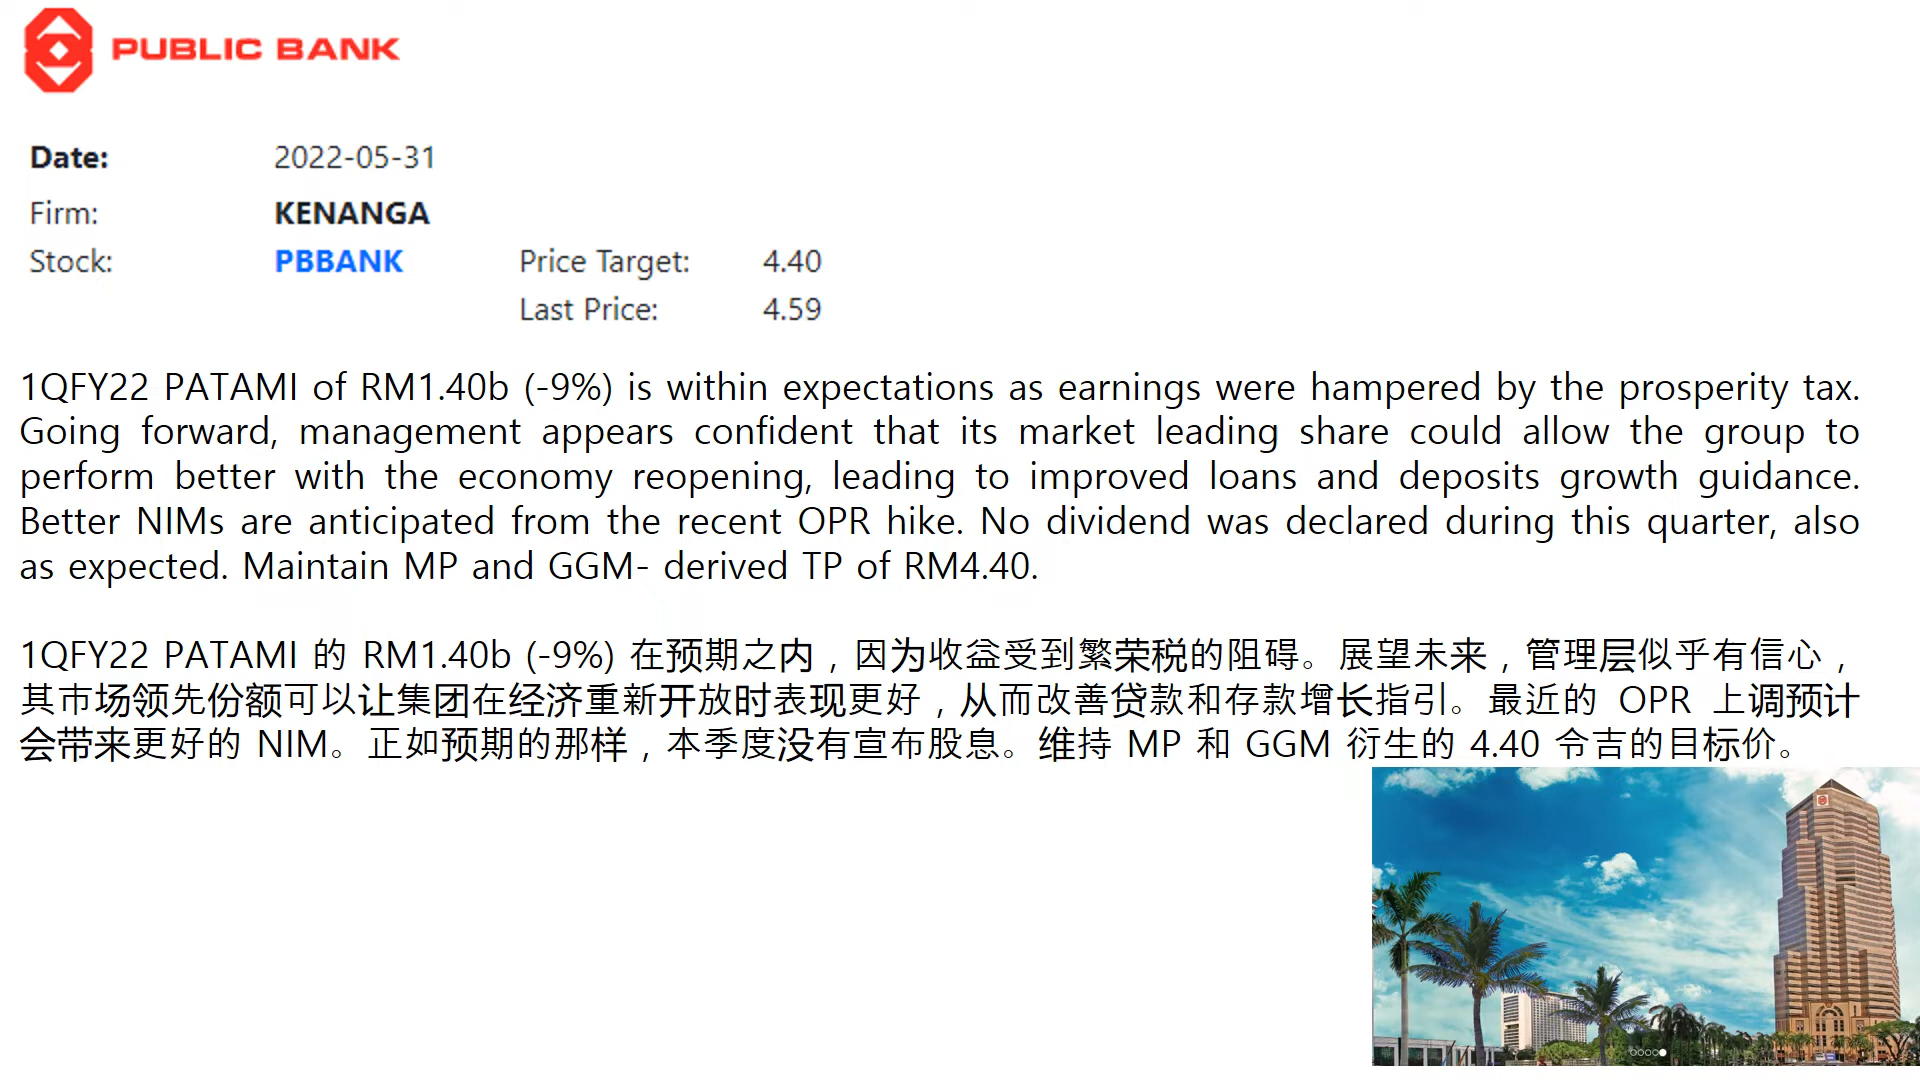 PUBLIC BANK
Date: 2022-05-31
Firm: KENANGA
Stock: PBBANK Price Target: 4.40
Last Price: 4.59
1QFY22 PATAMI of RM1.40b (-9%) is within expectations as earnings were hampered by the prosperity tax.
Going forward, management appears confident that its market leading share could allow the group to
perform better with the economy reopening, leading to improved loans and deposits growth guidance.
Better NIMs are anticipated from the recent OPR hike. No dividend was declared during this quarter, also
as expected. Maintain MP and GGM- derived TP of RM4.40.
1QFY22 PATAMI 的 RM1.40b (-9%) 在预期之内，因为收益受到繁荣税的阻碍。展望未来，管理层似乎有信心，
其市场领先份额可以让集团在经济重新开放时表现更好，从而改善贷款和存款增长指引。最近的 OPR 上调预计
会带来更好的 NIM。正如预期的那样，本季度没有宣布股息。维持 MP 和 GGM 衍生的 4.40 令吉的目标价。